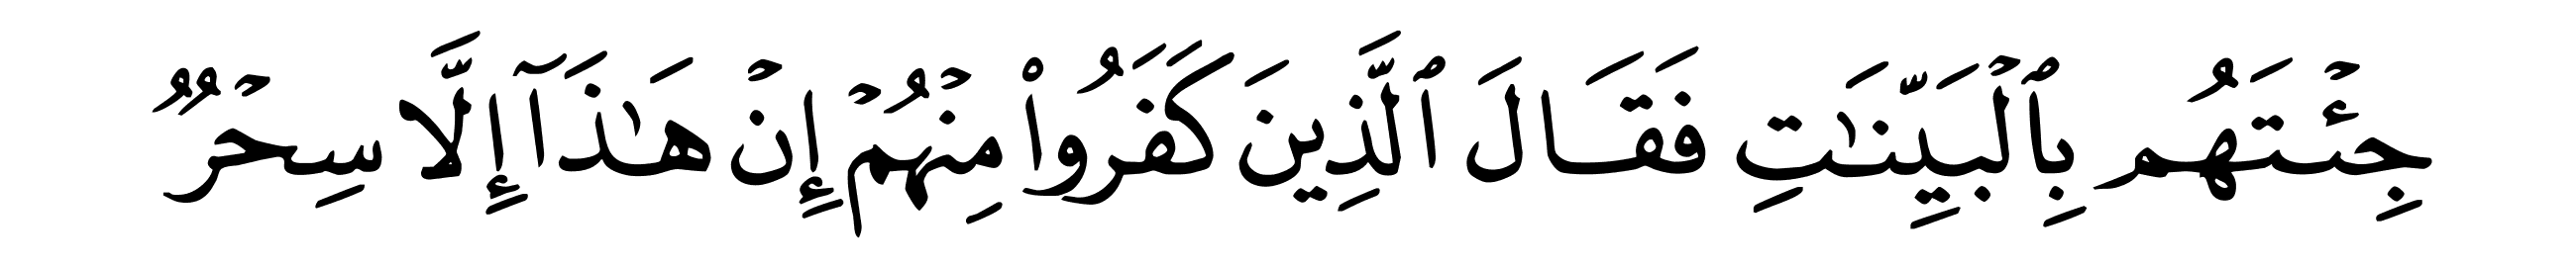 جِئۡتَهُم بِٱلۡبَيِّنَٰتِ فَقَالَ ٱلَّذِينَ كَفَرُواْ مِنۡهُمۡ إِنۡ هَٰذَآ إِلَّا سِحۡرٞ